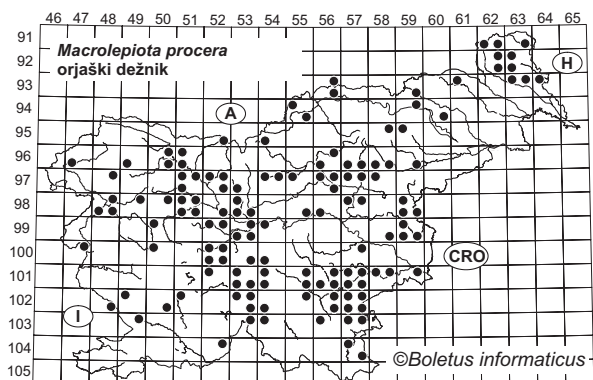 46 47 48 49 50 51 52 53 54 55 56 57 58 59 60 61 62 63 64 65
91
Macrolepiota procera
orjaški dežnik
92
H
93
94
A
95
96
97
98
99
100
CRO
101
102
I
103
104
©Boletus informaticus
105